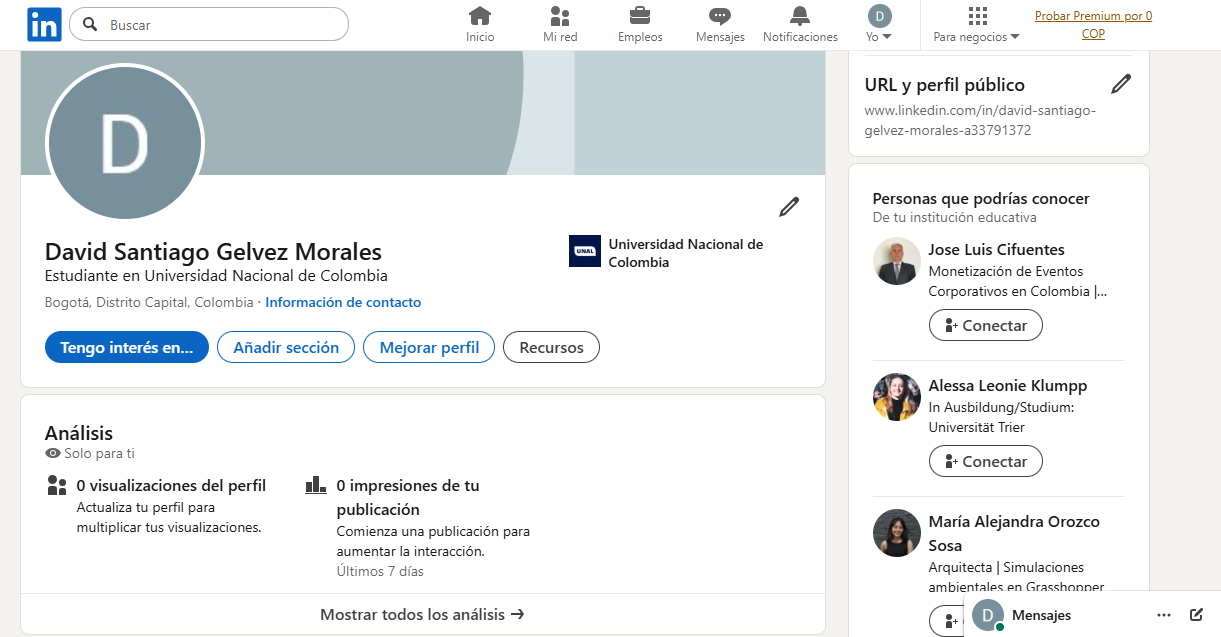 in
Buscar
Inicio
Mi red
Empleos
Mensajes
Notificaciones
D
Yo
Para negocios
Probar Premium por 0
COP
D
David Santiago Gelvez Morales
Estudiante en Universidad Nacional de Colombia
Bogotá, Distrito Capital, Colombia · Información de contacto
UNAL
Universidad Nacional de
Colombia
Tengo interés en...
Añadir sección
Mejorar perfil
Recursos
Análisis
Solo para ti
0 visualizaciones del perfil
Actualiza tu perfil para
multiplicar tus visualizaciones.
0 impresiones de tu
publicación
Comienza una publicación para
aumentar la interacción.
Últimos 7 días
Mostrar todos los análisis →
URL y perfil público
www.linkedin.com/in/david-santiago-
gelvez-morales-a33791372
Personas que podrías conocer
De tu institución educativa
Jose Luis Cifuentes
Monetización de Eventos
Corporativos en Colombia |...
Conectar
Alessa Leonie Klumpp
In Ausbildung/Studium:
Universität Trier
Conectar
María Alejandra Orozco
Sosa
Arquitecta | Simulaciones
ambientales en Grasshopper
D
Mensajes